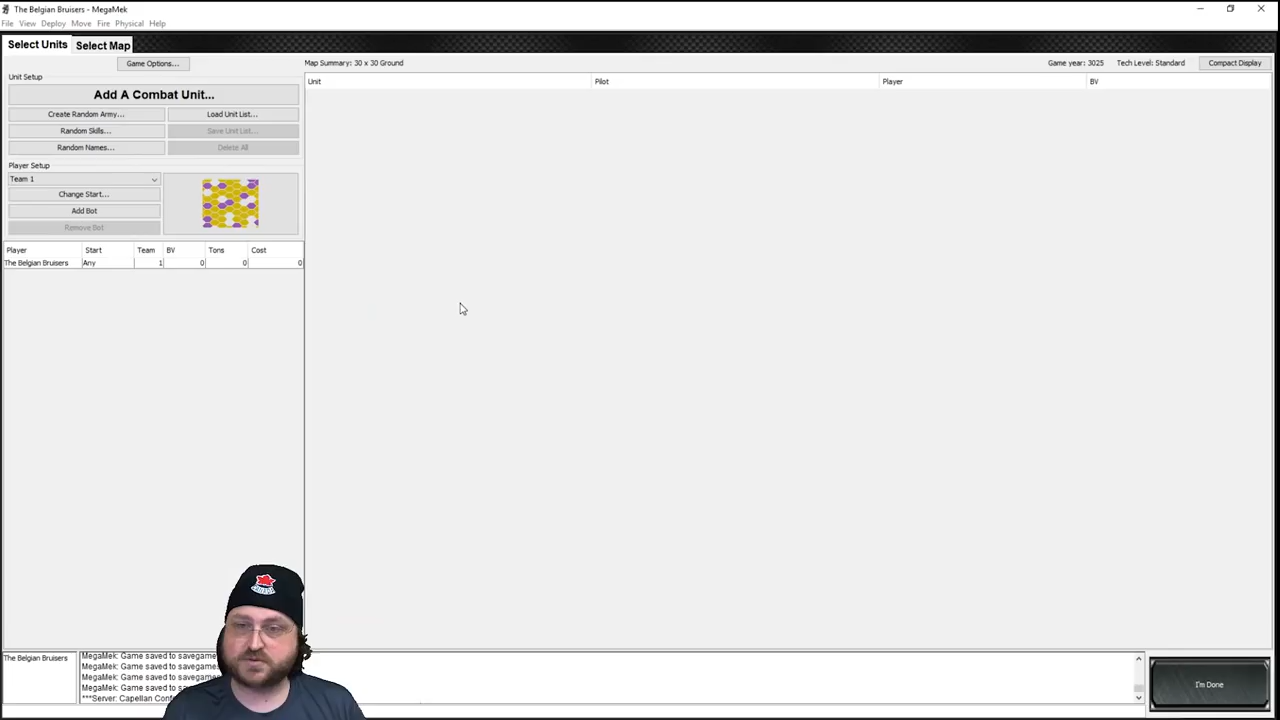 The Belgian Bruisers - MegaMek
File View Deploy Move Fire Physical Help
Select Units Select Map
Game Options... Map Summary: 30 x 30 Ground Game year: 3025 Tech Level: Standard Compact Display
Unit Setup
Unit Pilot Player BV
Add A Combat Unit...
Create Random Army... Load Unit List...
Random Skills... Save Unit List...
Random Names... Delete All
Player Setup
Team 1
Change Start...
Add Bot
Remove Bot
Player Start Team BV Tons Cost
The Belgian Bruisers Any 1 0 0 0
The Belgian Bruisers
MegaMek: Game saved to savegame
MegaMek: Game saved to savegame
MegaMek: Game saved to savegame
MegaMek: Game saved to savegame
***Server: Capellan Conf
I'm Done